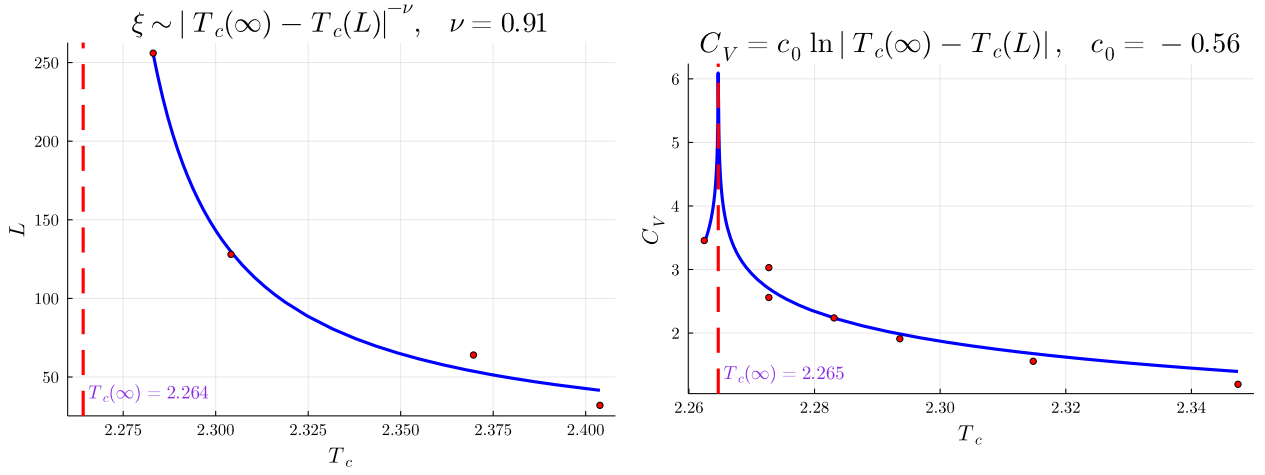 ξ ~ | T_c(∞) − T_c(L)|^{−ν}, ν = 0.91
250
200
150
100
50
L
T_c(∞) = 2.264
2.275 2.300 2.325 2.350 2.375 2.400
T_c
C_V = c_0 ln | T_c(∞) − T_c(L)| , c_0 = − 0.56
6
5
4
3
2
C_V
T_c(∞) = 2.265
2.26 2.28 2.30 2.32 2.34
T_c